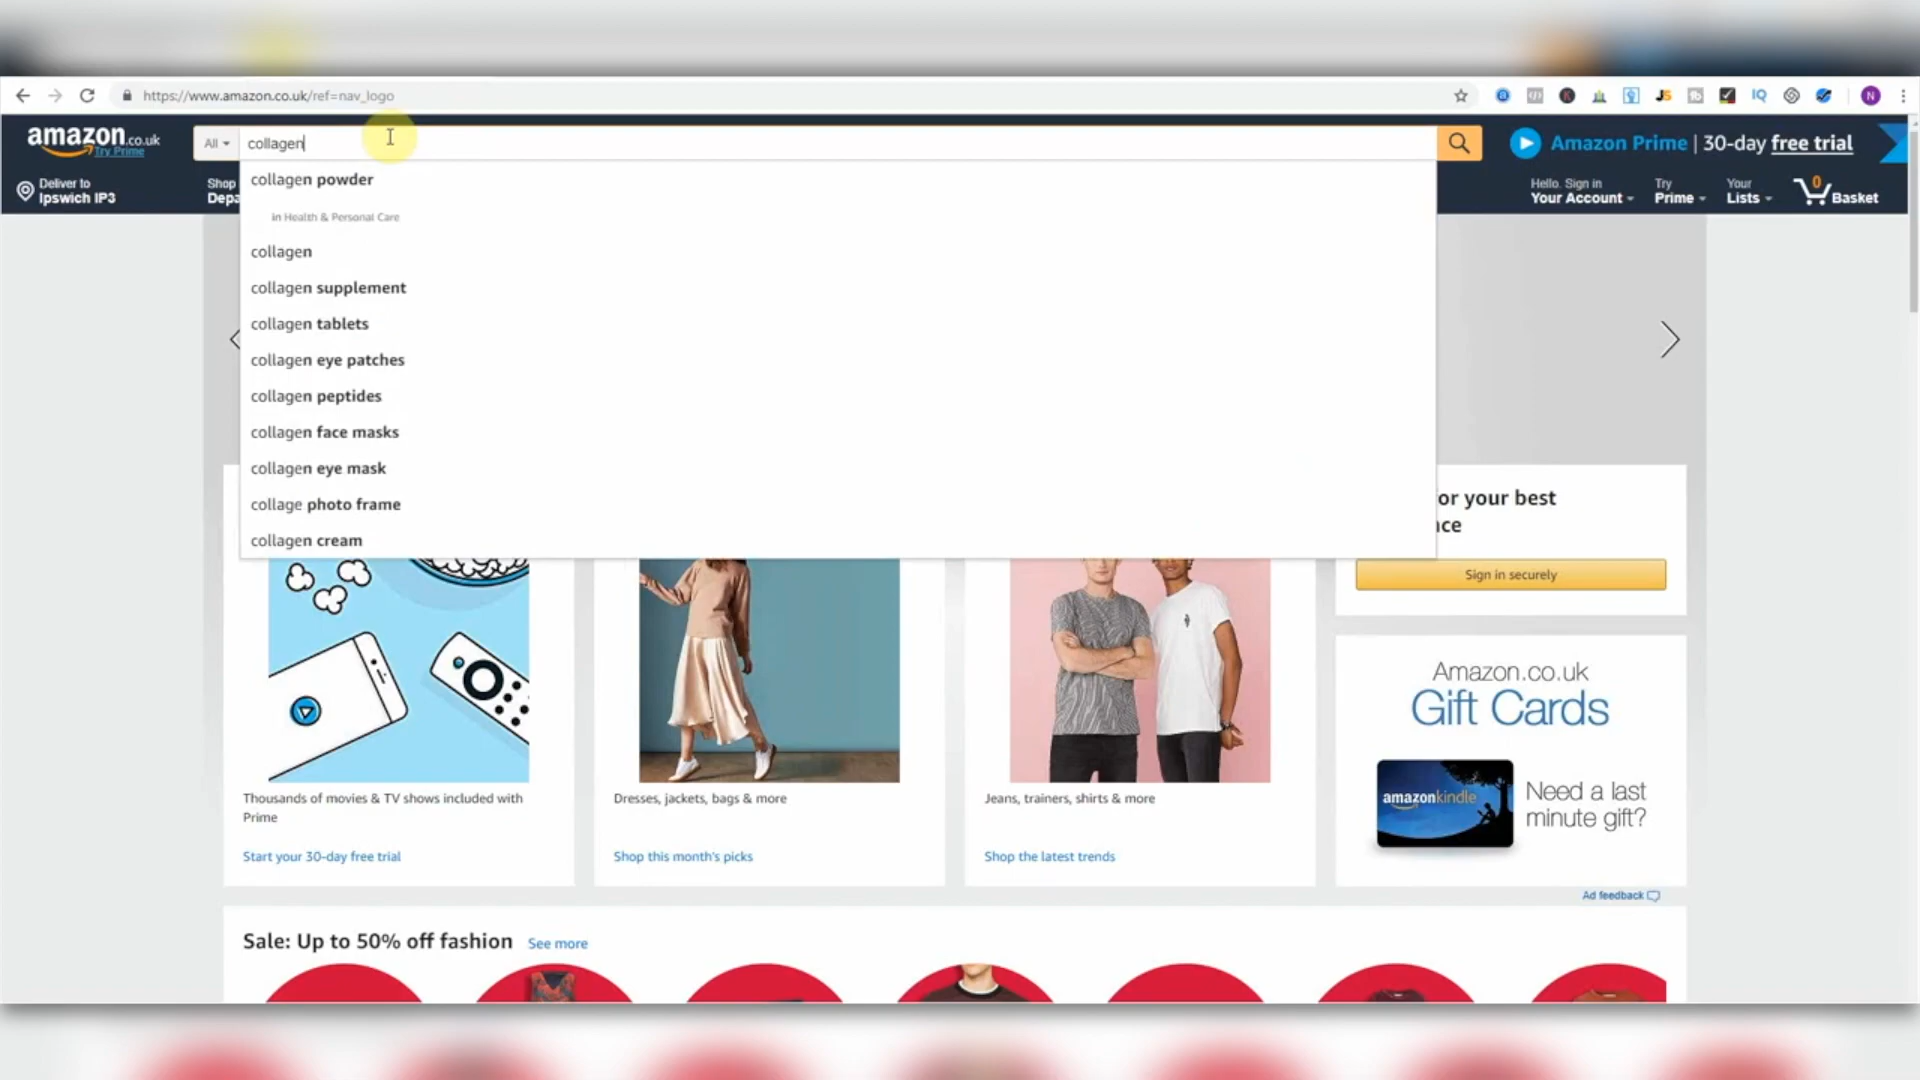 https://www.amazon.co.uk/ref=nav_logo
amazon.co.uk
Try Prime
All
collagen
Amazon Prime | 30-day free trial
Deliver to
Ipswich IP3
Shop
Depa
Hello. Sign in
Your Account
Try
Prime
Your
Lists
0
Basket
N
JS
IQ
collagen powder
in Health & Personal Care
collagen
collagen supplement
collagen tablets
collagen eye patches
collagen peptides
collagen face masks
collagen eye mask
collage photo frame
collagen cream
or your best
nce
Sign in securely
Amazon.co.uk
Gift Cards
amazonkindle
Need a last
minute gift?
Thousands of movies & TV shows included with
Prime
Start your 30-day free trial
Dresses, jackets, bags & more
Shop this month's picks
Jeans, trainers, shirts & more
Shop the latest trends
Ad feedback
Sale: Up to 50% off fashion See more